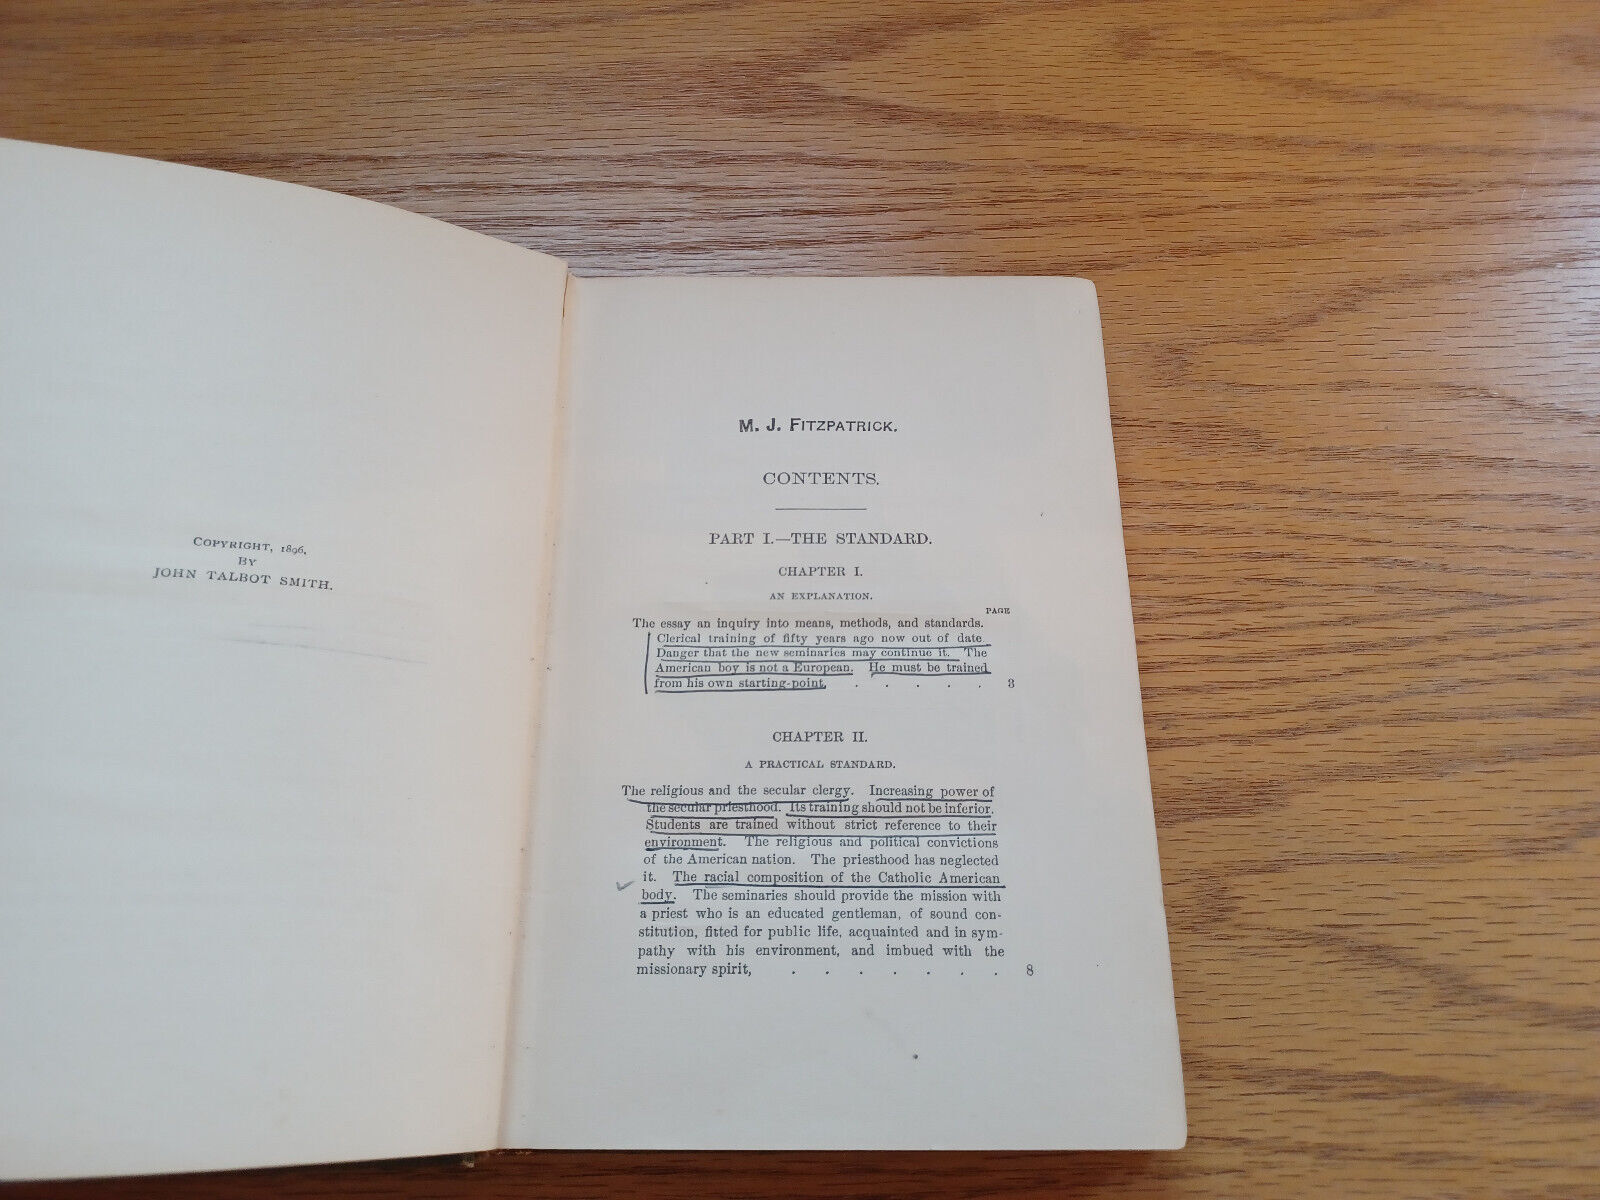 COPYRIGHT, 1896,
BY
JOHN TALBOT SMITH.
M. J. FITZPATRICK.
CONTENTS.
PART I.—THE STANDARD.
CHAPTER I.
AN EXPLANATION.
PAGE
The essay an inquiry into means, methods, and standards.
Clerical training of fifty years ago now out of date
Danger that the new seminaries may continue it. The
American boy is not a European. He must be trained
from his own starting-point, . . . . . 3
CHAPTER II.
A PRACTICAL STANDARD.
The religious and the secular clergy. Increasing power of
the secular priesthood. Its training should not be inferior.
Students are trained without strict reference to their
environment. The religious and political convictions
of the American nation. The priesthood has neglected
it. The racial composition of the Catholic American
body. The seminaries should provide the mission with
a priest who is an educated gentleman, of sound con-
stitution, fitted for public life, acquainted and in sym-
pathy with his environment, and imbued with the
missionary spirit, . . . . . . . 8